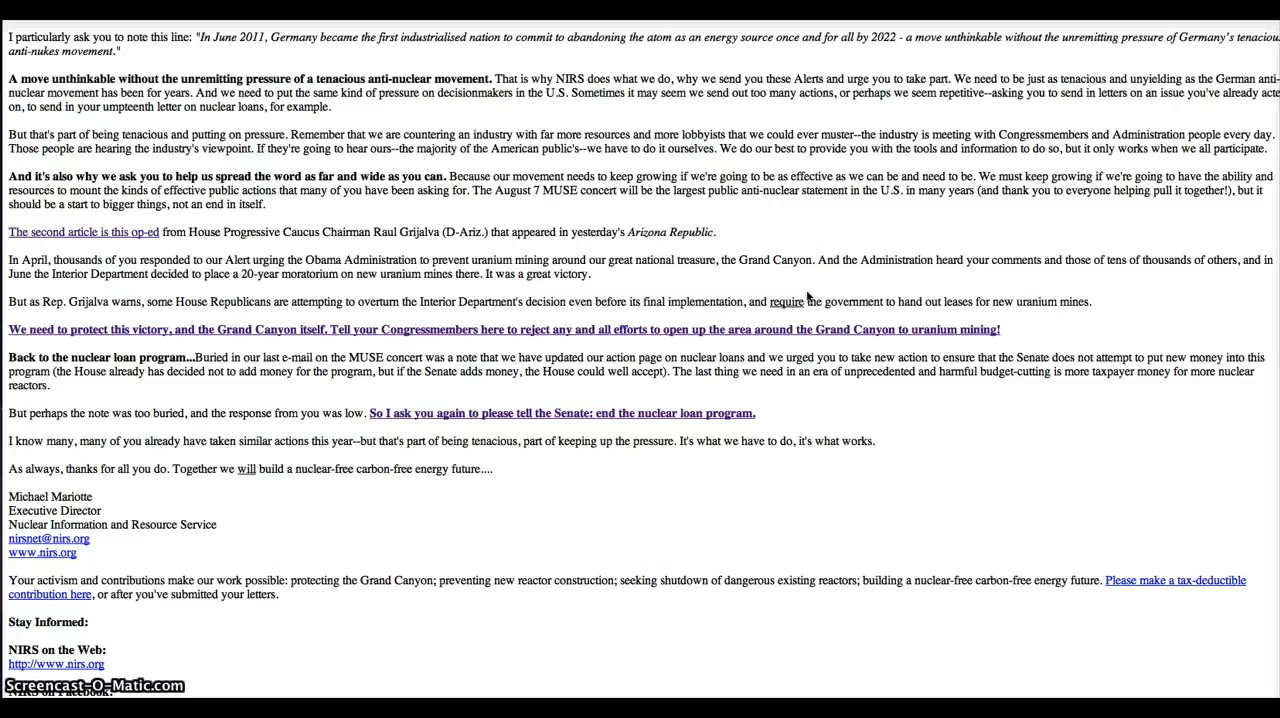 I particularly ask you to note this line: "In June 2011, Germany became the first industrialised nation to commit to abandoning the atom as an energy source once and for all by 2022 - a move unthinkable without the unremitting pressure of Germany's
anti-nukes movement."
A move unthinkable without the unremitting pressure of a tenacious anti-nuclear movement. That is why NIRS does what we do, why we send you these Alerts and urge you to take part. We need to be just as tenacious and unyielding as the German anti-
nuclear movement has been for years. And we need to put the same kind of pressure on decisionmakers in the U.S. Sometimes it may seem we send out too many actions, or perhaps we seem repetitive--asking you to send in letters on an issue you've already
on, to send in your umpteenth letter on nuclear loans, for example.
But that's part of being tenacious and putting on pressure. Remember that we are countering an industry with far more resources and more lobbyists that we could ever muster--the industry is meeting with Congressmembers and Administration people every day.
Those people are hearing the industry's viewpoint. If they're going to hear ours--the majority of the American public's--we have to do it ourselves. We do our best to provide you with the tools and information to do so, but it only works when we all participate.
And it's also why we ask you to help us spread the word as far and wide as you can. Because our movement needs to keep growing if we're going to be as effective as we can be and need to be. We must keep growing if we're going to have the ability and
resources to mount the kinds of effective public actions that many of you have been asking for. The August 7 MUSE concert will be the largest public anti-nuclear statement in the U.S. in many years (and thank you to everyone helping pull it together!), but it
should be a start to bigger things, not an end in itself.
The second article is this op-ed from House Progressive Caucus Chairman Raul Grijalva (D-Ariz.) that appeared in yesterday's Arizona Republic.
In April, thousands of you responded to our Alert urging the Obama Administration to prevent uranium mining around our great national treasure, the Grand Canyon. And the Administration heard your comments and those of tens of thousands of others, and in
June the Interior Department decided to place a 20-year moratorium on new uranium mines there. It was a great victory.
But as Rep. Grijalva warns, some House Republicans are attempting to overturn the Interior Department's decision even before its final implementation, and require the government to hand out leases for new uranium mines.
We need to protect this victory, and the Grand Canyon itself. Tell your Congressmembers here to reject any and all efforts to open up the area around the Grand Canyon to uranium mining!
Back to the nuclear loan program...Buried in our last e-mail on the MUSE concert was a note that we have updated our action page on nuclear loans and we urged you to take new action to ensure that the Senate does not attempt to put new money into this
program (the House already has decided not to add money for the program, but if the Senate adds money, the House could well accept). The last thing we need in an era of unprecedented and harmful budget-cutting is more taxpayer money for more nuclear
reactors.
But perhaps the note was too buried, and the response from you was low. So I ask you again to please tell the Senate: end the nuclear loan program.
I know many, many of you already have taken similar actions this year--but that's part of being tenacious, part of keeping up the pressure. It's what we have to do, it's what works.
As always, thanks for all you do. Together we will build a nuclear-free carbon-free energy future....
Michael Mariotte
Executive Director
Nuclear Information and Resource Service
nirsnet@nirs.org
www.nirs.org
Your activism and contributions make our work possible: protecting the Grand Canyon; preventing new reactor construction; seeking shutdown of dangerous existing reactors; building a nuclear-free carbon-free energy future. Please make a tax-deductible
contribution here, or after you've submitted your letters.
Stay Informed:
NIRS on the Web:
http://www.nirs.org
Screencast-O-Matic.com
NIRS on Facebook: